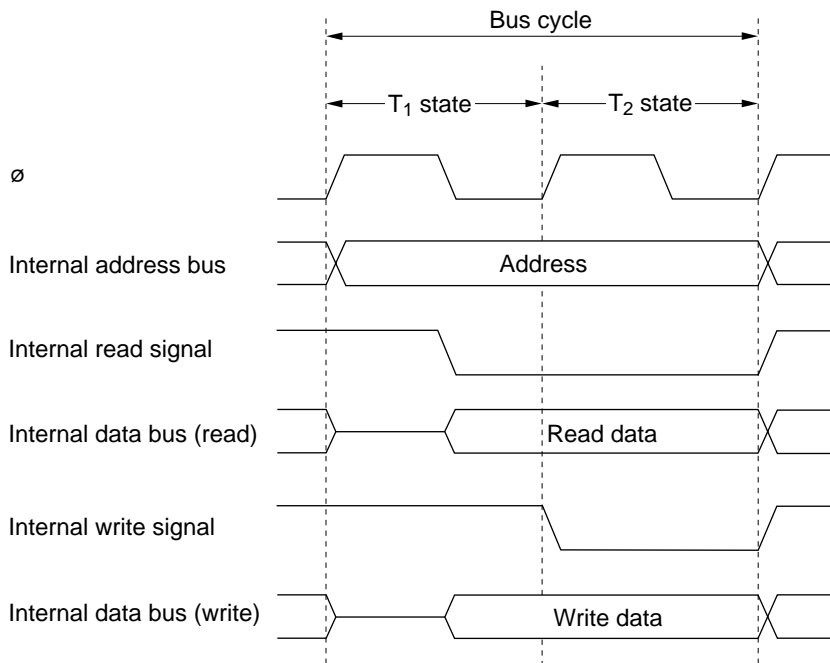 Bus cycle
T₁ state T₂ state
ø
Internal address bus Address
Internal read signal
Internal data bus (read) Read data
Internal write signal
Internal data bus (write) Write data